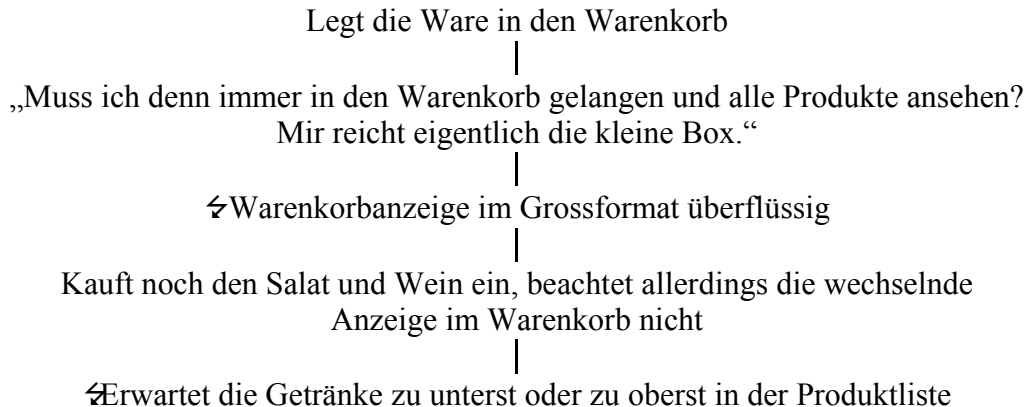 Legt die Ware in den Warenkorb
„Muss ich denn immer in den Warenkorb gelangen und alle Produkte ansehen?
Mir reicht eigentlich die kleine Box.“
Warenkorbanzeige im Grossformat überflüssig
Kauft noch den Salat und Wein ein, beachtet allerdings die wechselnde
Anzeige im Warenkorb nicht
Erwartet die Getränke zu unterst oder zu oberst in der Produktliste